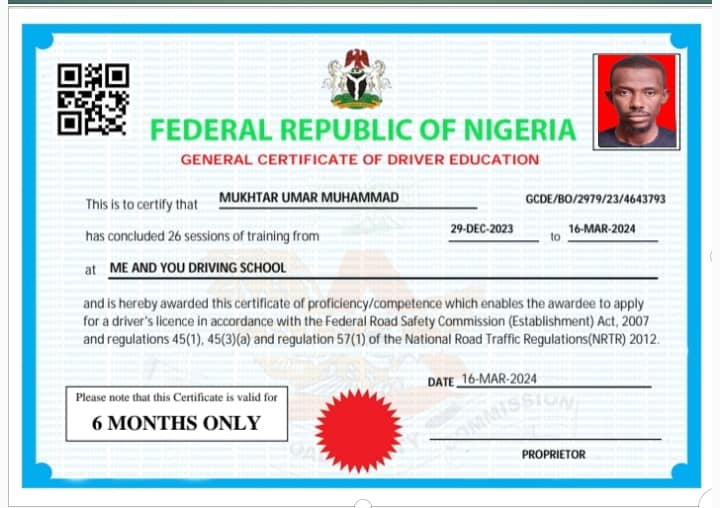 FEDERAL REPUBLIC OF NIGERIA
GENERAL CERTIFICATE OF DRIVER EDUCATION
This is to certify that MUKHTAR UMAR MUHAMMAD GCDE/BO/2979/23/4643793
has concluded 26 sessions of training from 29-DEC-2023 to 16-MAR-2024
at ME AND YOU DRIVING SCHOOL
and is hereby awarded this certificate of proficiency/competence which enables the awardee to apply
for a driver's licence in accordance with the Federal Road Safety Commission (Establishment) Act, 2007
and regulations 45(1), 45(3)(a) and regulation 57(1) of the National Road Traffic Regulations(NRTR) 2012.
DATE 16-MAR-2024
Please note that this Certificate is valid for
6 MONTHS ONLY
COMMISSION
PROPRIETOR